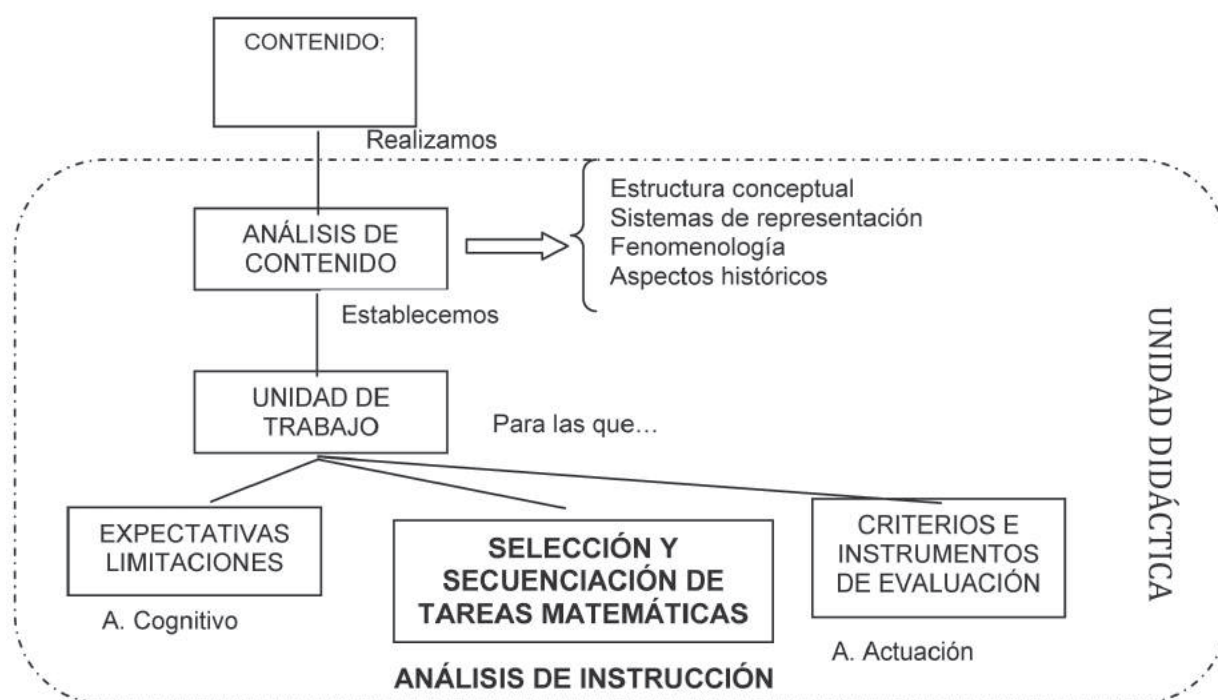 CONTENIDO:
Realizamos
Estructura conceptual
Sistemas de representación
Fenomenología
Aspectos históricos
ANÁLISIS DE
CONTENIDO
Establecemos
UNIDAD DE
TRABAJO
Para las que…
EXPECTATIVAS
LIMITACIONES
A. Cognitivo
SELECCIÓN Y
SECUENCIACIÓN DE
TAREAS MATEMÁTICAS
ANÁLISIS DE INSTRUCCIÓN
CRITERIOS E
INSTRUMENTOS
DE EVALUACIÓN
A. Actuación
UNIDAD DIDÁCTICA